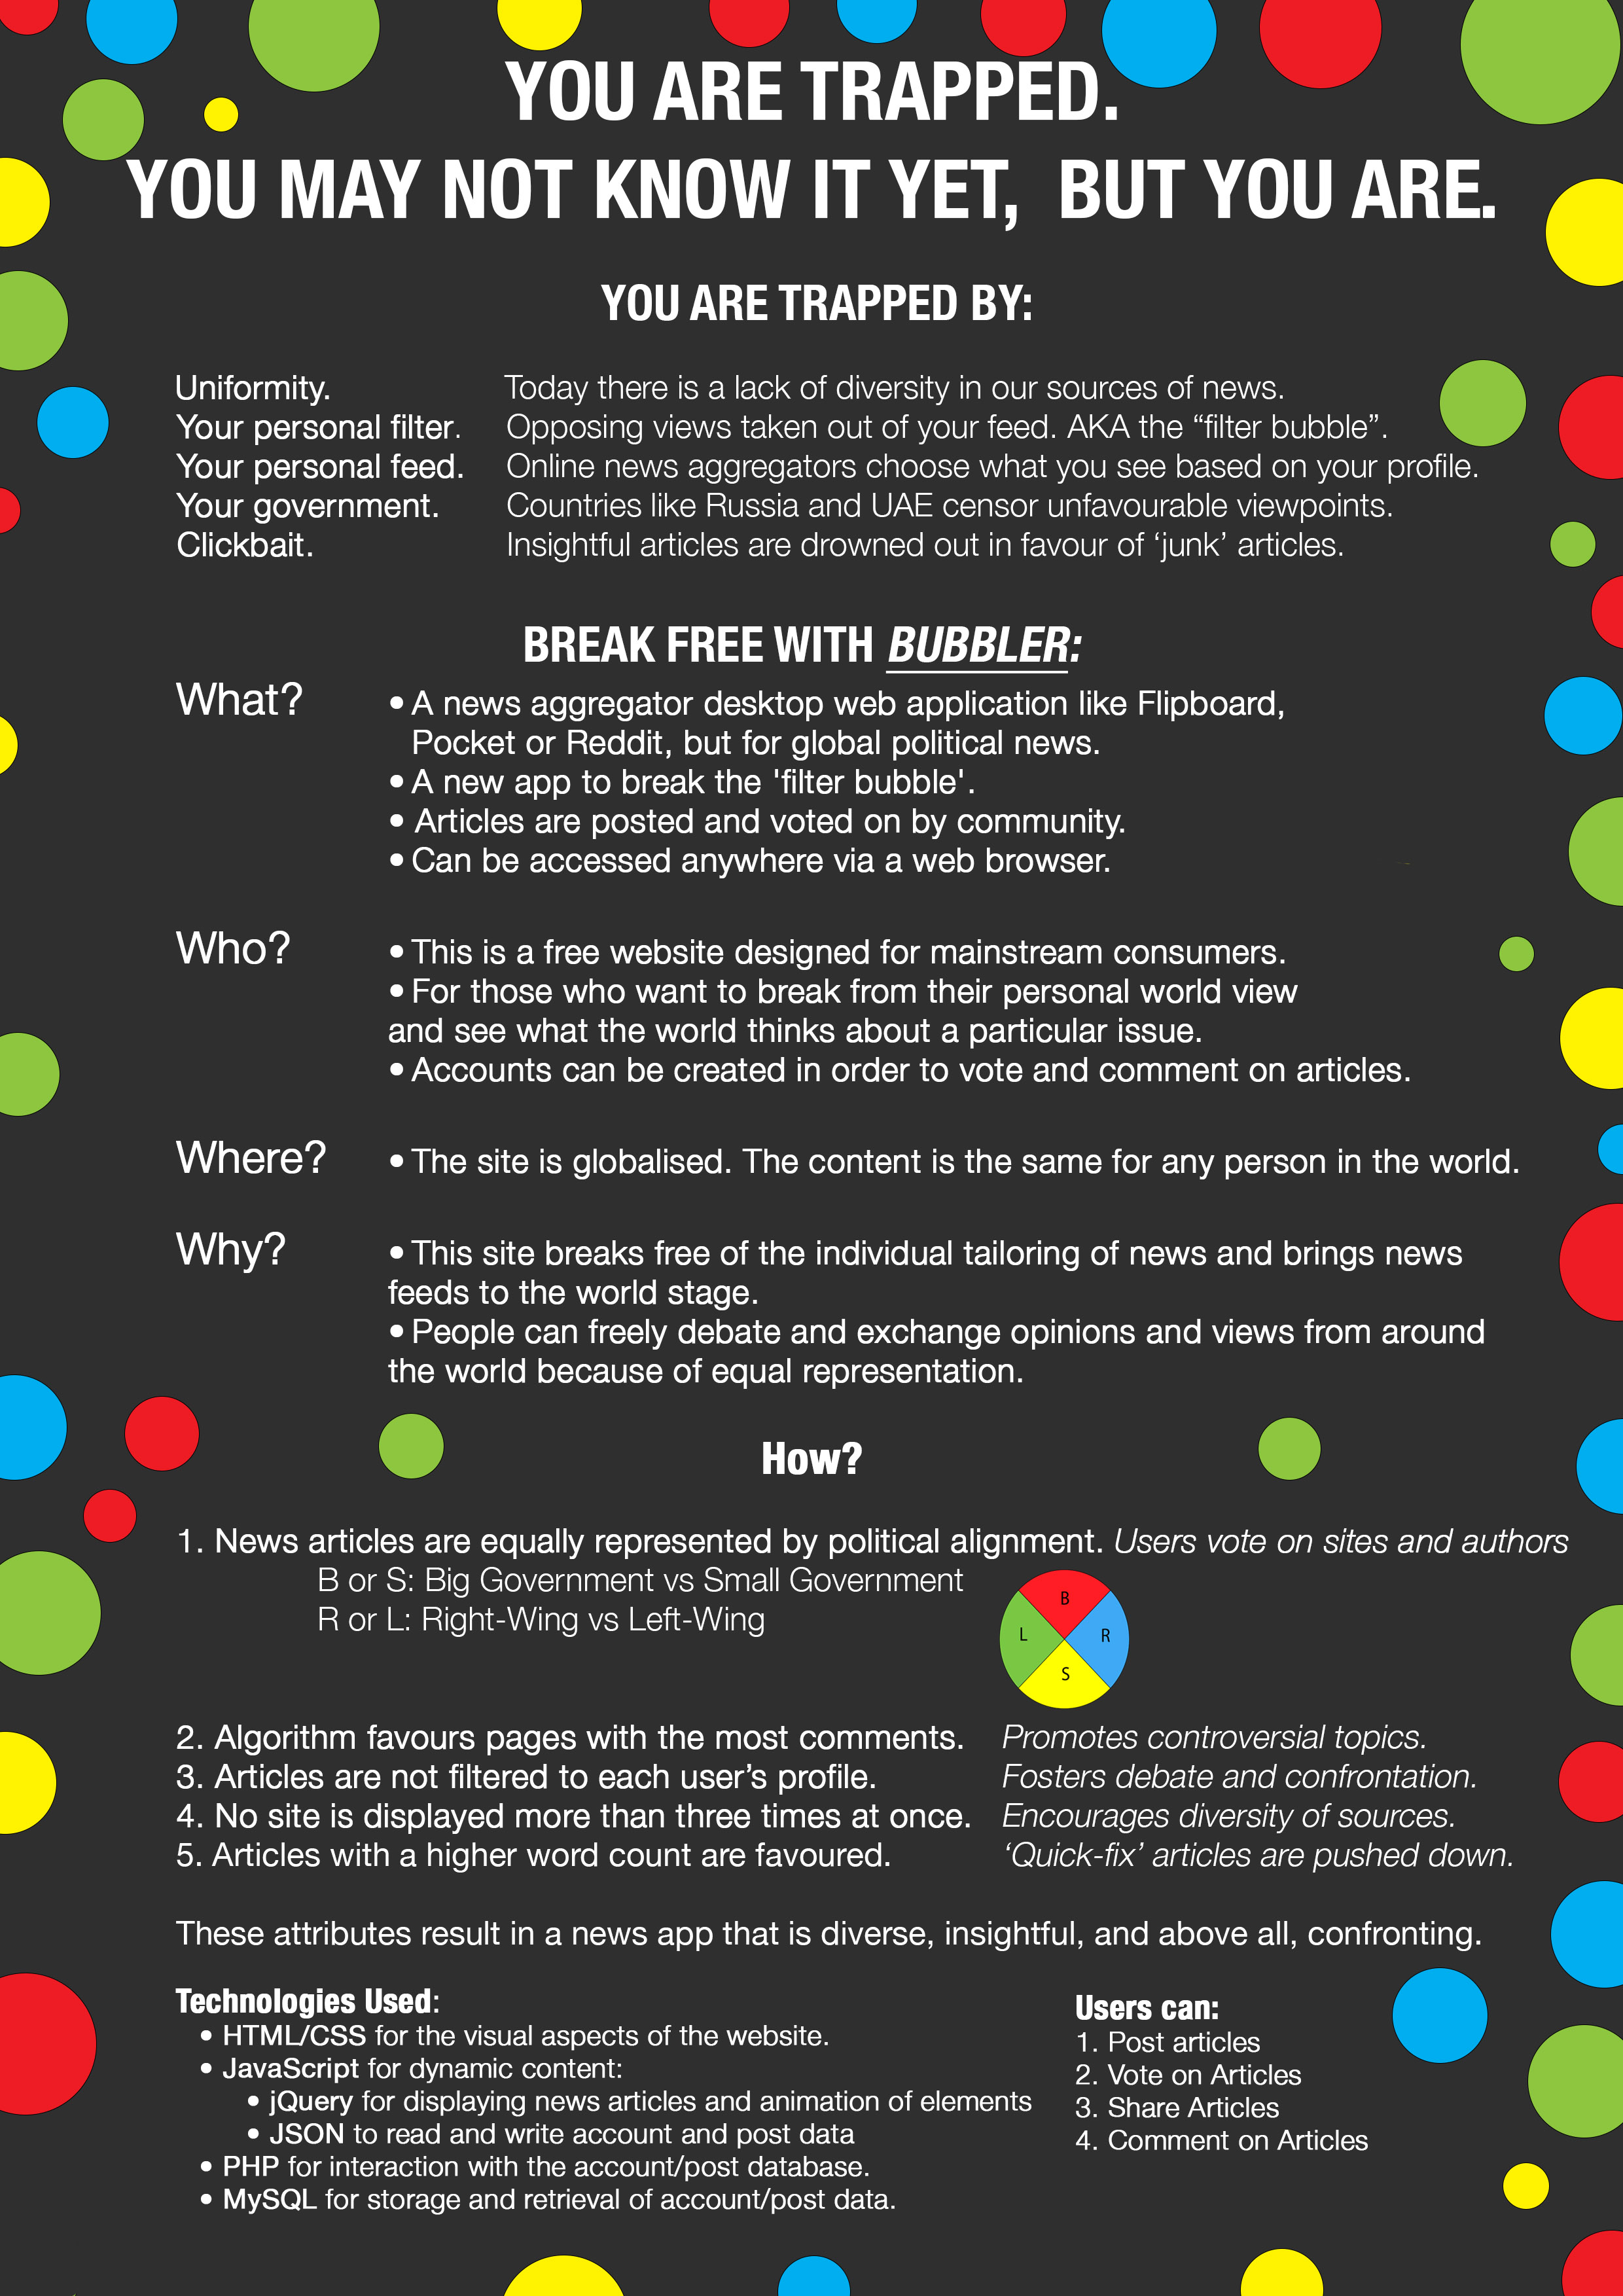 YOU ARE TRAPPED.
YOU MAY NOT KNOW IT YET, BUT YOU ARE.
YOU ARE TRAPPED BY:
Uniformity. Today there is a lack of diversity in our sources of news.
Your personal filter. Opposing views taken out of your feed. AKA the “filter bubble”.
Your personal feed. Online news aggregators choose what you see based on your profile.
Your government. Countries like Russia and UAE censor unfavourable viewpoints.
Clickbait. Insightful articles are drowned out in favour of ‘junk’ articles.
BREAK FREE WITH BUBBLER:
What? • A news aggregator desktop web application like Flipboard,
Pocket or Reddit, but for global political news.
• A new app to break the 'filter bubble'.
• Articles are posted and voted on by community.
• Can be accessed anywhere via a web browser.
Who? • This is a free website designed for mainstream consumers.
• For those who want to break from their personal world view
and see what the world thinks about a particular issue.
• Accounts can be created in order to vote and comment on articles.
Where? • The site is globalised. The content is the same for any person in the world.
Why? • This site breaks free of the individual tailoring of news and brings news
feeds to the world stage.
• People can freely debate and exchange opinions and views from around
the world because of equal representation.
How?
1. News articles are equally represented by political alignment. Users vote on sites and authors
B or S: Big Government vs Small Government
R or L: Right-Wing vs Left-Wing
B
L R
S
2. Algorithm favours pages with the most comments. Promotes controversial topics.
3. Articles are not filtered to each user’s profile. Fosters debate and confrontation.
4. No site is displayed more than three times at once. Encourages diversity of sources.
5. Articles with a higher word count are favoured. ‘Quick-fix’ articles are pushed down.
These attributes result in a news app that is diverse, insightful, and above all, confronting.
Technologies Used:
• HTML/CSS for the visual aspects of the website.
• JavaScript for dynamic content:
• jQuery for displaying news articles and animation of elements
• JSON to read and write account and post data
• PHP for interaction with the account/post database.
• MySQL for storage and retrieval of account/post data.
Users can:
1. Post articles
2. Vote on Articles
3. Share Articles
4. Comment on Articles